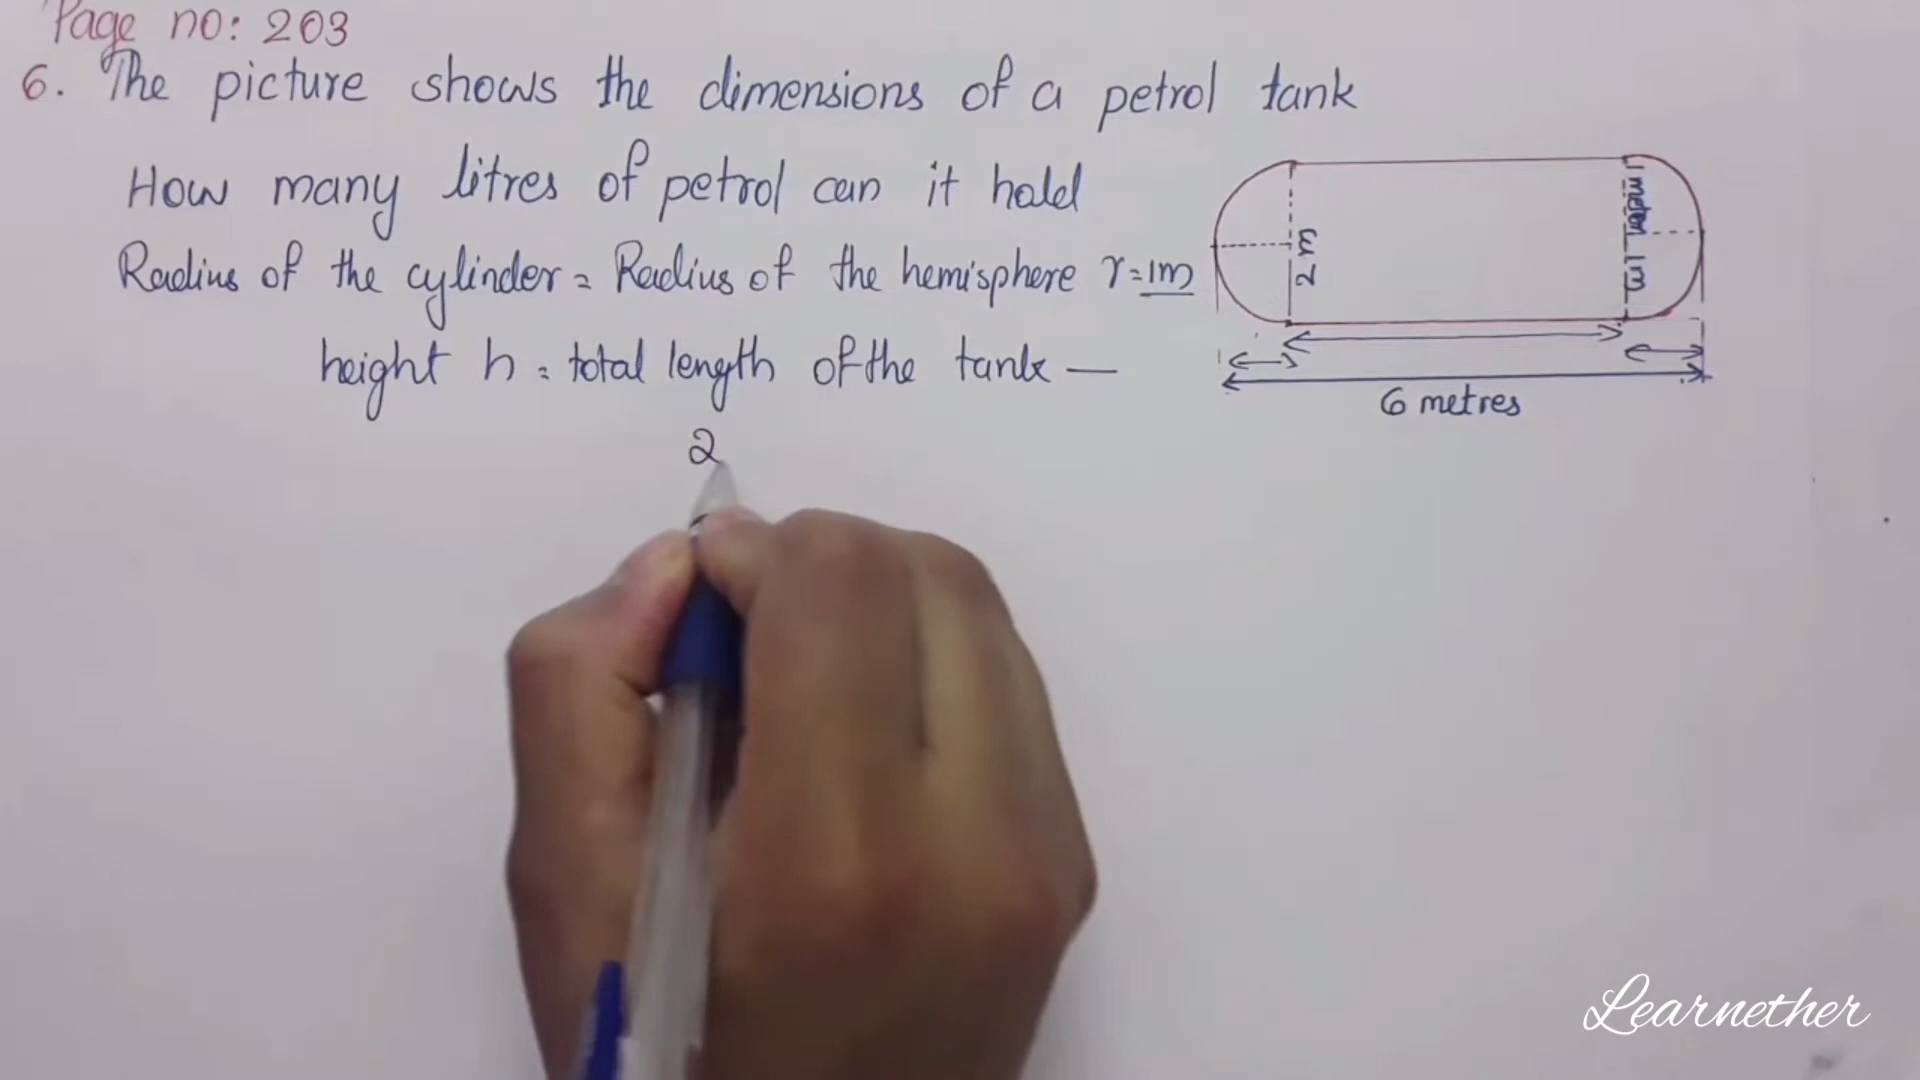 Page no: 203
6. The picture shows the dimensions of a petrol tank
How many litres of petrol can it hold
Radius of the cylinder = Radius of the hemisphere r = 1m
height h = total length of the tank —
2
2 m
1 meter 1m
6 metres
Learnether